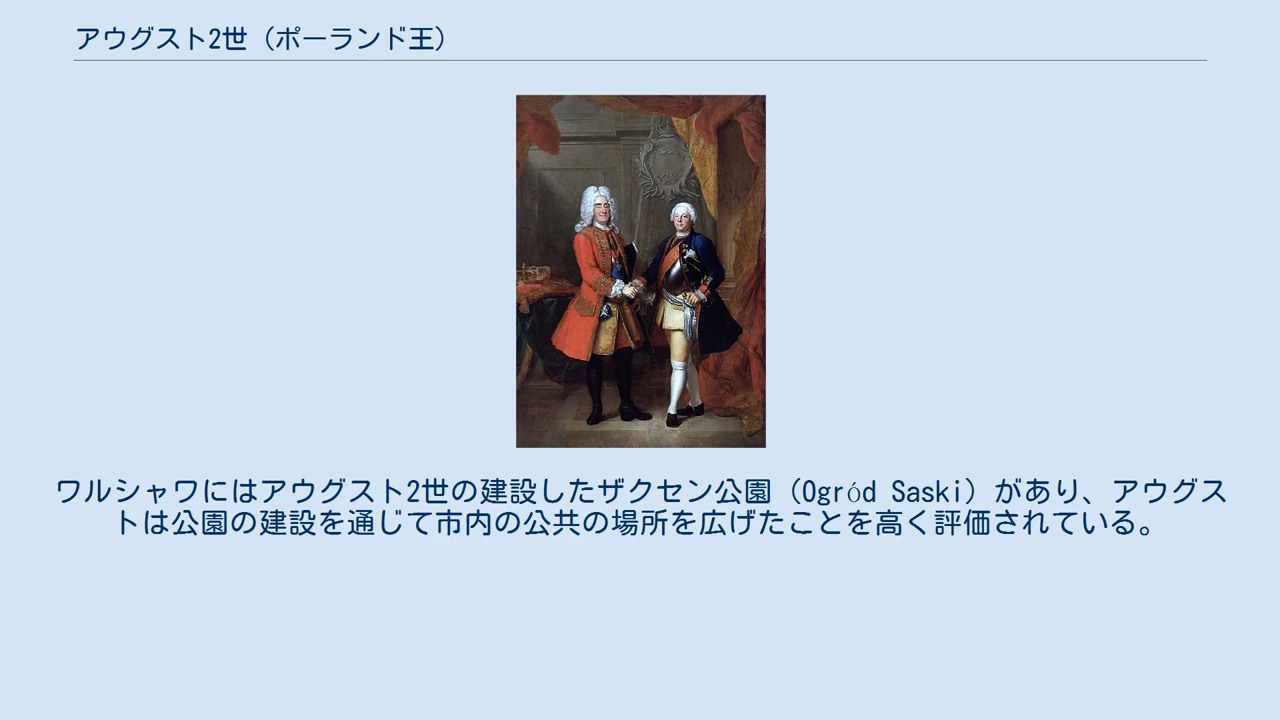 アウグスト2世（ポーランド王）
ワルシャワにはアウグスト2世の建設したザクセン公園（Ogród Saski）があり、アウグス
トは公園の建設を通じて市内の公共の場所を広げたことを高く評価されている。